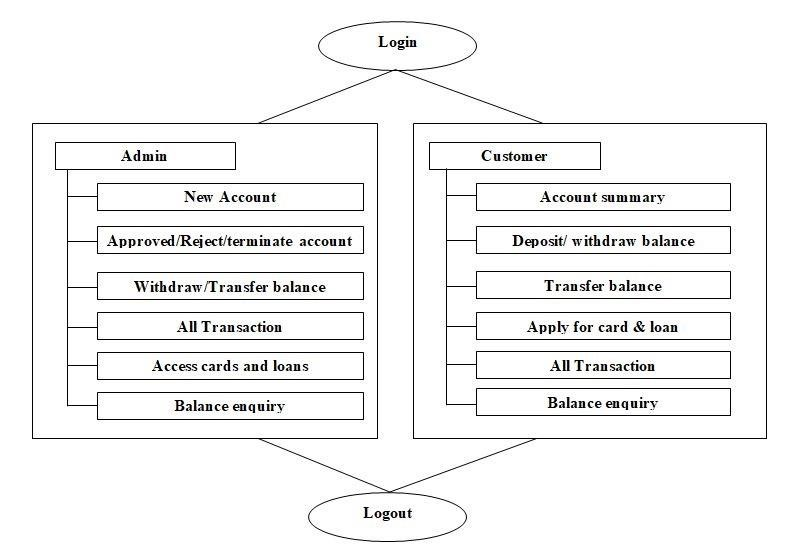 Login
Admin
New Account
Approved/Reject/terminate account
Withdraw/Transfer balance
All Transaction
Access cards and loans
Balance enquiry
Customer
Account summary
Deposit/ withdraw balance
Transfer balance
Apply for card & loan
All Transaction
Balance enquiry
Logout